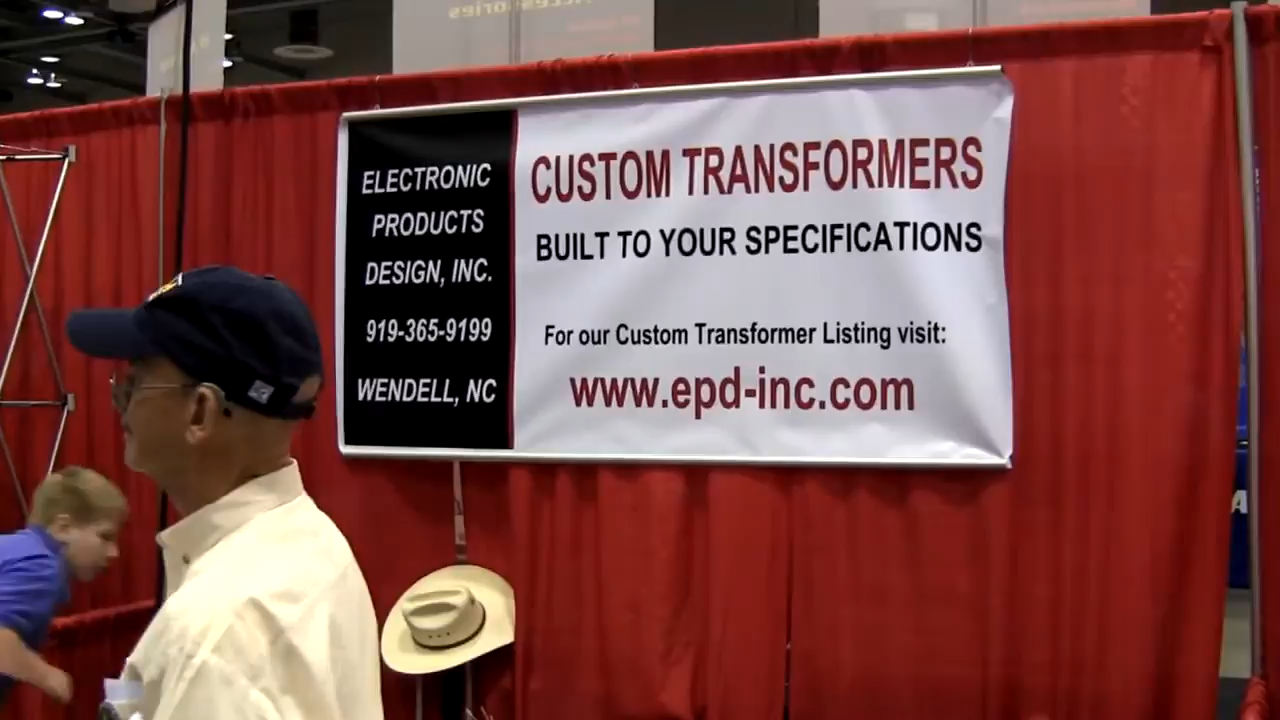 Accessories
ELECTRONIC
PRODUCTS
DESIGN, INC.
919-365-9199
WENDELL, NC
CUSTOM TRANSFORMERS
BUILT TO YOUR SPECIFICATIONS
For our Custom Transformer Listing visit:
www.epd-inc.com